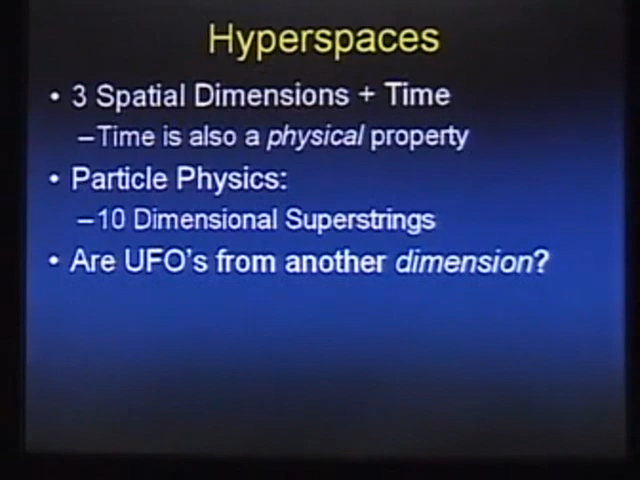 Hyperspaces
• 3 Spatial Dimensions + Time
–Time is also a physical property
• Particle Physics:
–10 Dimensional Superstrings
• Are UFO's from another dimension?